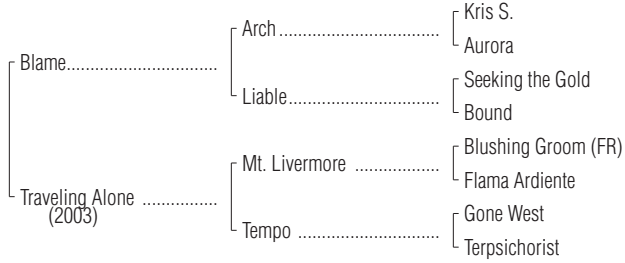 Kris S.
Arch........................................
Aurora
Blame................................
Seeking the Gold
Liable......................................
Bound
Blushing Groom (FR)
Mt. Livermore ..................
Flama Ardiente
Traveling Alone ................
(2003)
Gone West
Tempo ..............................
Terpsichorist